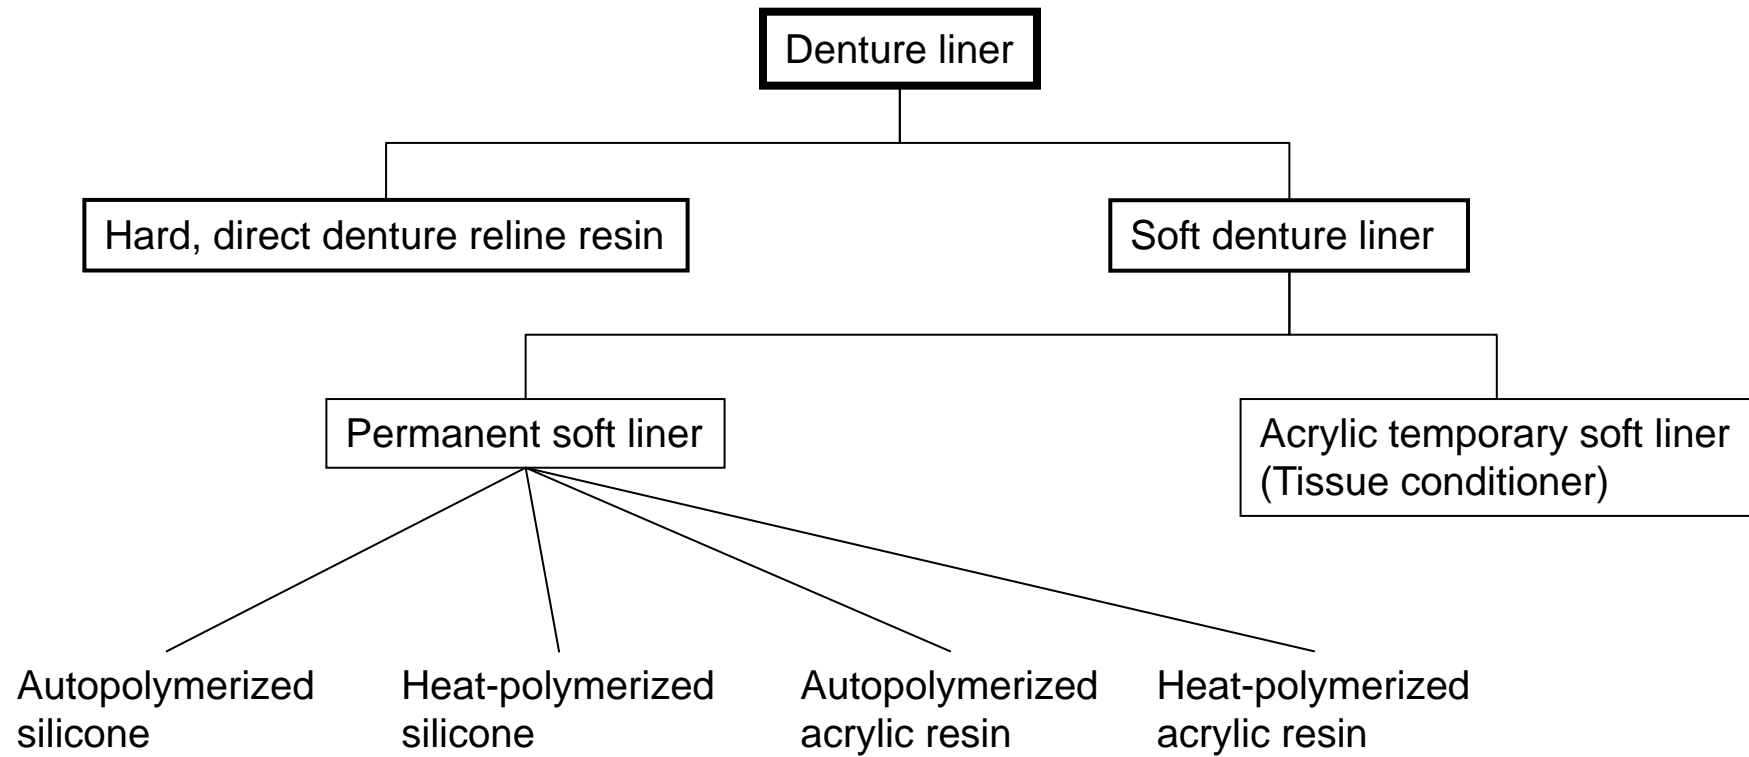 Denture liner
Hard, direct denture reline resin
Soft denture liner
Permanent soft liner
Acrylic temporary soft liner
(Tissue conditioner)
Autopolymerized
silicone
Heat-polymerized
silicone
Autopolymerized
acrylic resin
Heat-polymerized
acrylic resin